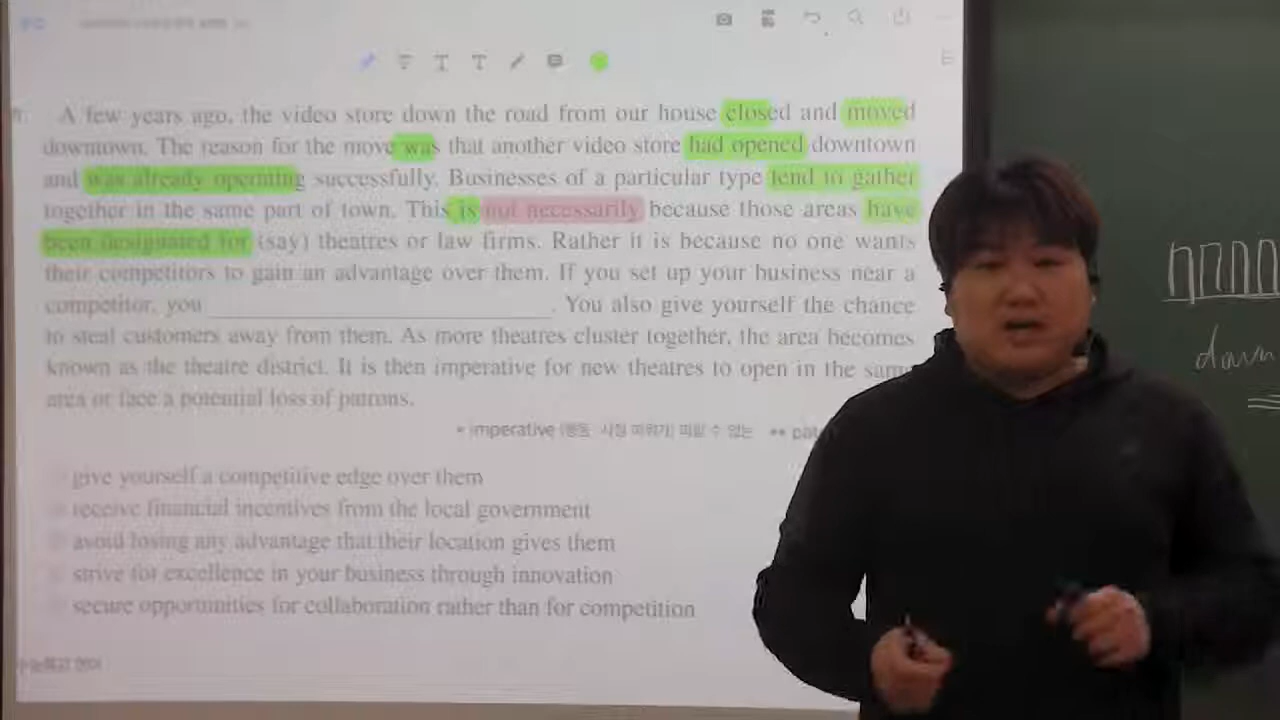 A few years ago, the video store down the road from our house closed and moved
downtown. The reason for the move was that another video store had opened downtown
and was already operating successfully. Businesses of a particular type tend to gather
together in the same part of town. This is not necessarily because those areas have
been designated for (say) theatres or law firms. Rather it is because no one wants
their competitors to gain an advantage over them. If you set up your business near a
competitor, you ____________________. You also give yourself the chance
to steal customers away from them. As more theatres cluster together, the area becomes
known as the theatre district. It is then imperative for new theatres to open in the same
area or face a potential loss of patrons.
* imperative 피할 수 없는 **
give yourself a competitive edge over them
receive financial incentives from the local government
avoid losing any advantage that their location gives them
strive for excellence in your business through innovation
secure opportunities for collaboration rather than for competition
down